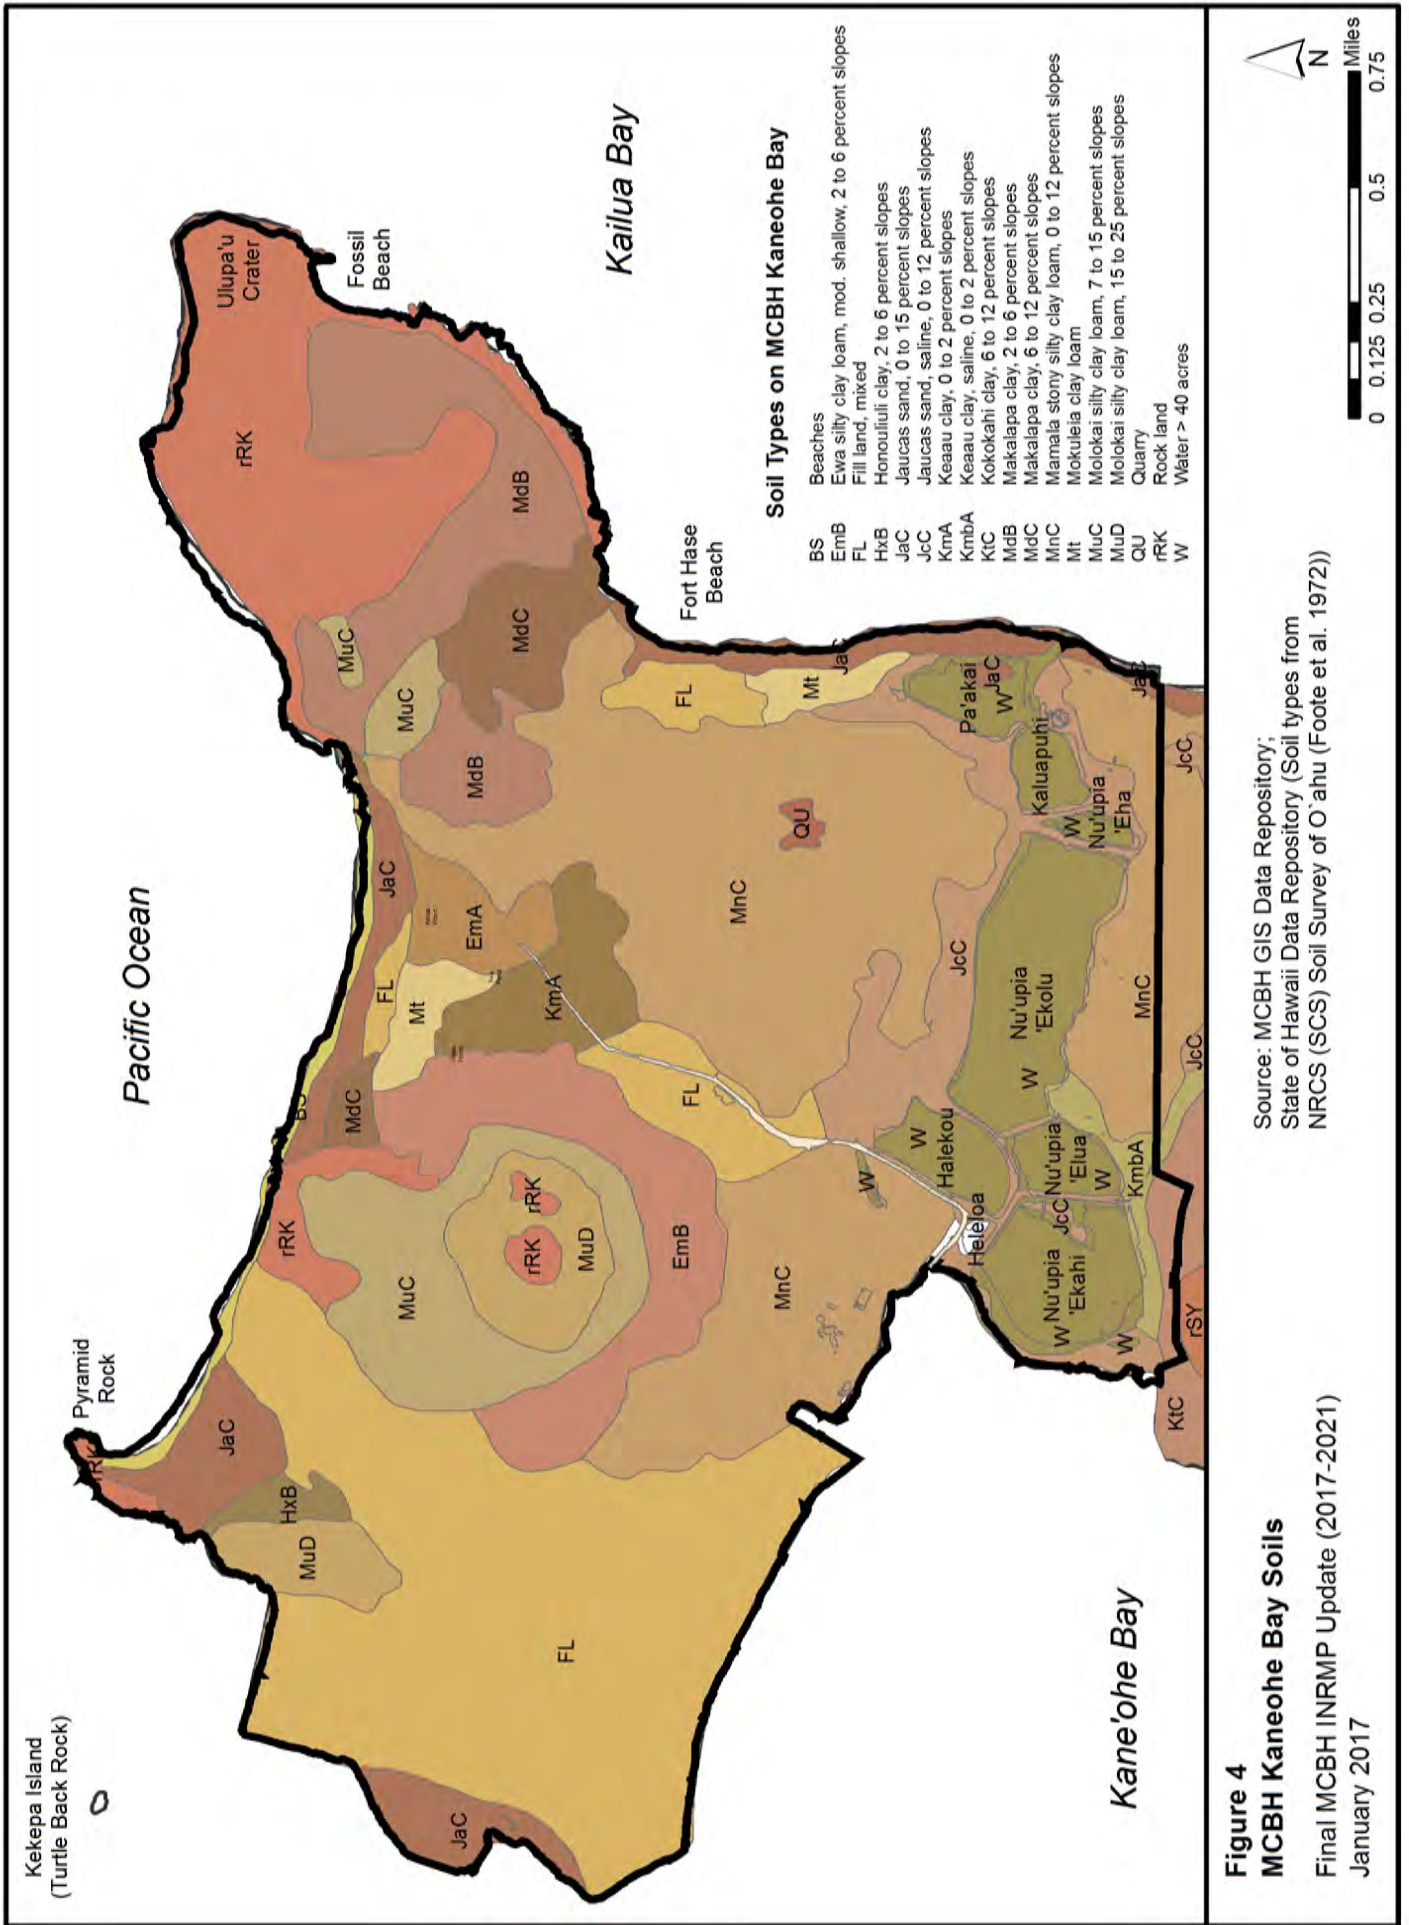 Kekepa Island
(Turtle Back Rock)
Pyramid
Rock
Pacific Ocean
Ulupa'u
Crater
Fossil
Beach
Kailua Bay
Fort Hase
Beach
Kane'ohe Bay
rRK
JaC
HxB
MuD
FL
JaC
rRK
BS
MdC
MuC
rRK
rRK
MuD
EmB
MnC
FL
Mt
FL
JaC
EmA
KmA
FL
MnC
QU
MdB
MuC
MuC
MdC
MdB
rRK
FL
Mt
JaC
JcC
W
Halekou
W
Heleloa
Nu'upia
'Ekahi
W
JcC
W
Nu'upia
'Elua
W
KmbA
Nu'upia
'Ekolu
W
MnC
Nu'upia
'Eha
W
Kaluapuhi
Pa'akai
W
JaC
JaC
JcC
JcC
rSY
KtC
Soil Types on MCBH Kaneohe Bay
BS Beaches
EmB Ewa silty clay loam, mod. shallow, 2 to 6 percent slopes
FL Fill land, mixed
HxB Honouliuli clay, 2 to 6 percent slopes
JaC Jaucas sand, 0 to 15 percent slopes
JcC Jaucas sand, saline, 0 to 12 percent slopes
KmA Keaau clay, 0 to 2 percent slopes
KmbA Keaau clay, saline, 0 to 2 percent slopes
KtC Kokokahi clay, 6 to 12 percent slopes
MdB Makalapa clay, 2 to 6 percent slopes
MdC Makalapa clay, 6 to 12 percent slopes
MnC Mamala stony silty clay loam, 0 to 12 percent slopes
Mt Mokuleia clay loam
MuC Molokai silty clay loam, 7 to 15 percent slopes
MuD Molokai silty clay loam, 15 to 25 percent slopes
QU Quarry
rRK Rock land
W Water > 40 acres
Figure 4
MCBH Kaneohe Bay Soils
Final MCBH INRMP Update (2017-2021)
January 2017
Source: MCBH GIS Data Repository;
State of Hawaii Data Repository (Soil types from
NRCS (SCS) Soil Survey of O`ahu (Foote et al. 1972))
N
Miles
0 0.125 0.25 0.5 0.75